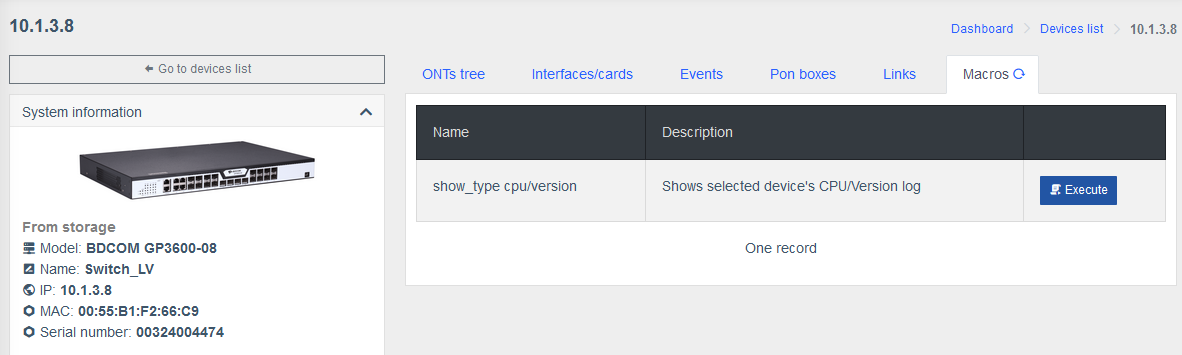 10.1.3.8
Dashboard
Devices list
10.1.3.8
Go to devices list
System information
From storage
Model: BDCOM GP3600-08
Name: Switch_LV
IP: 10.1.3.8
MAC: 00:55:B1:F2:66:C9
Serial number: 00324004474
ONTs tree
Interfaces/cards
Events
Pon boxes
Links
Macros
Name
Description
show_type cpu/version
Shows selected device's CPU/Version log
Execute
One record